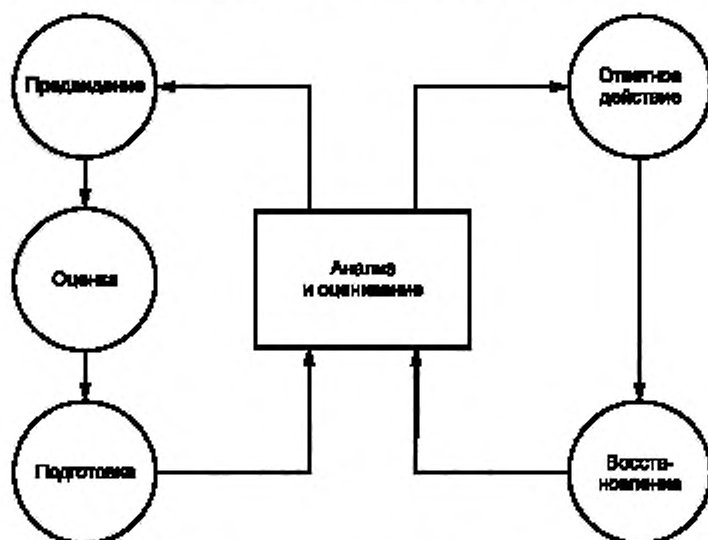 Предвидение
Ответное
действие
Оценка
Анализ
и оценивание
Подготовка
Восста-
новление